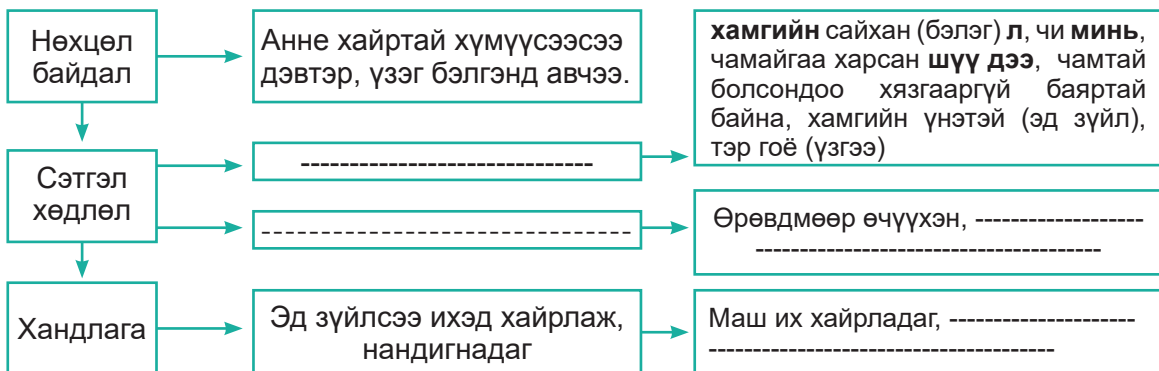 Нөхцөл
байдал
Анне хайртай хүмүүсээсээ
дэвтэр, үзэг бэлгэнд авчээ.
хамгийн сайхан (бэлэг) л, чи минь,
чамайгаа харсан шүү дээ, чамтай
болсондоо хязгааргүй баяртай
байна, хамгийн үнэтэй (эд зүйл),
тэр гоё (үзгээ)
Сэтгэл
хөдлөл
------------------------------
--------------------------------
Өрөвдмөөр өчүүхэн, -------------------
---------------------------------------
Хандлага
Эд зүйлсээ ихэд хайрлаж,
нандигнадаг
Маш их хайрладаг, ---------------------
---------------------------------------